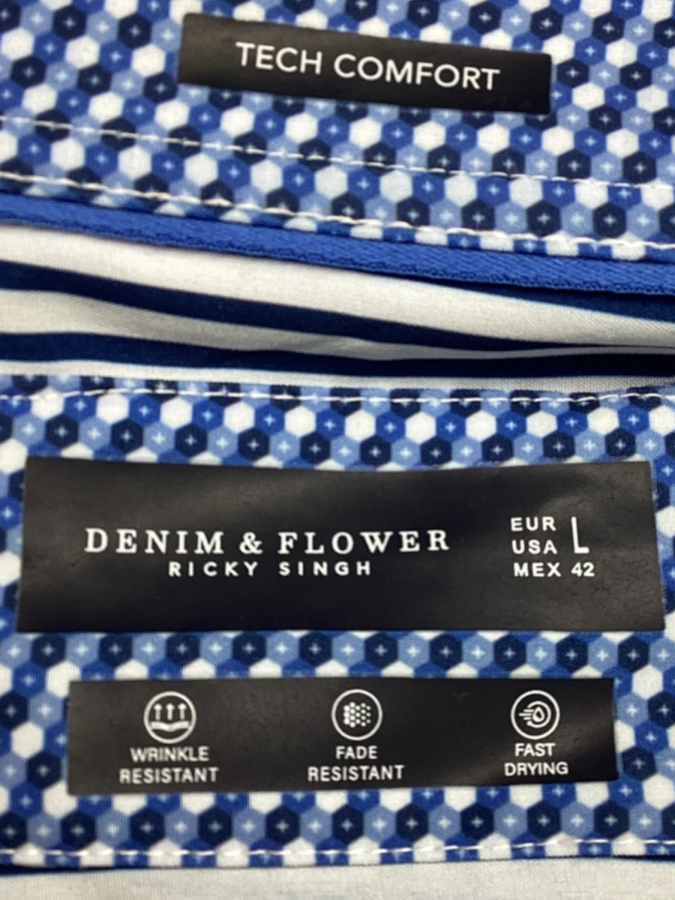 TECH COMFORT
DENIM & FLOWER
RICKY SINGH
EUR
USA L
MEX 42
WRINKLE
RESISTANT
FADE
RESISTANT
FAST
DRYING